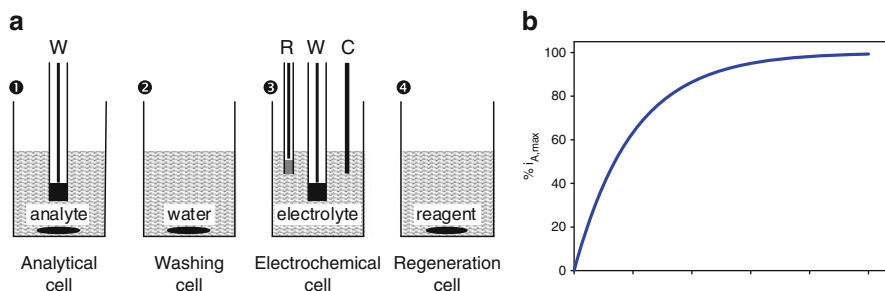 a
W
R W C
❶
❷
❸
❹
analyte
water
electrolyte
reagent
Analytical
cell
Washing
cell
Electrochemical
cell
Regeneration
cell
b
% i A,max
100
80
60
40
20
0